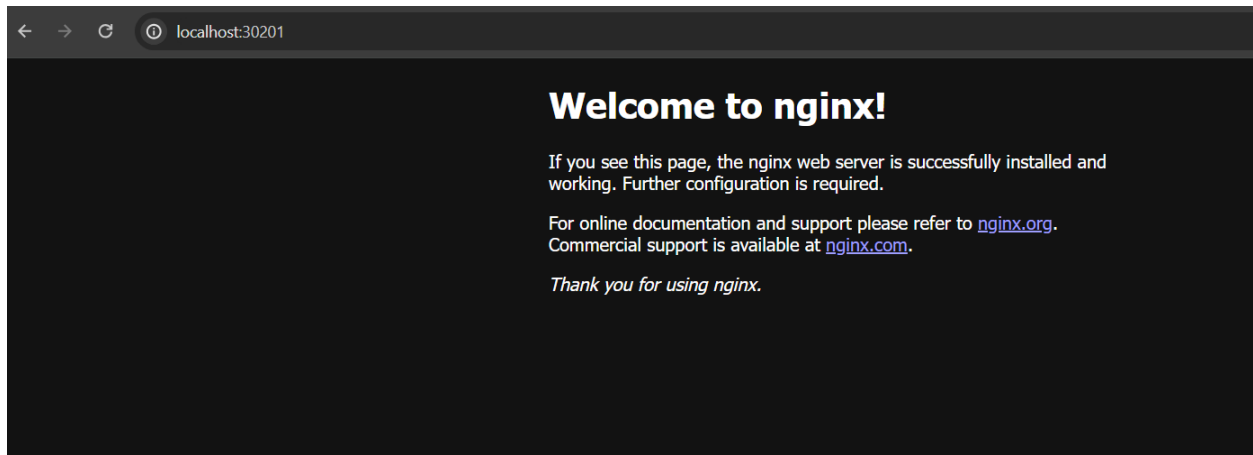 localhost:30201
Welcome to nginx!
If you see this page, the nginx web server is successfully installed and
working. Further configuration is required.
For online documentation and support please refer to nginx.org.
Commercial support is available at nginx.com.
Thank you for using nginx.